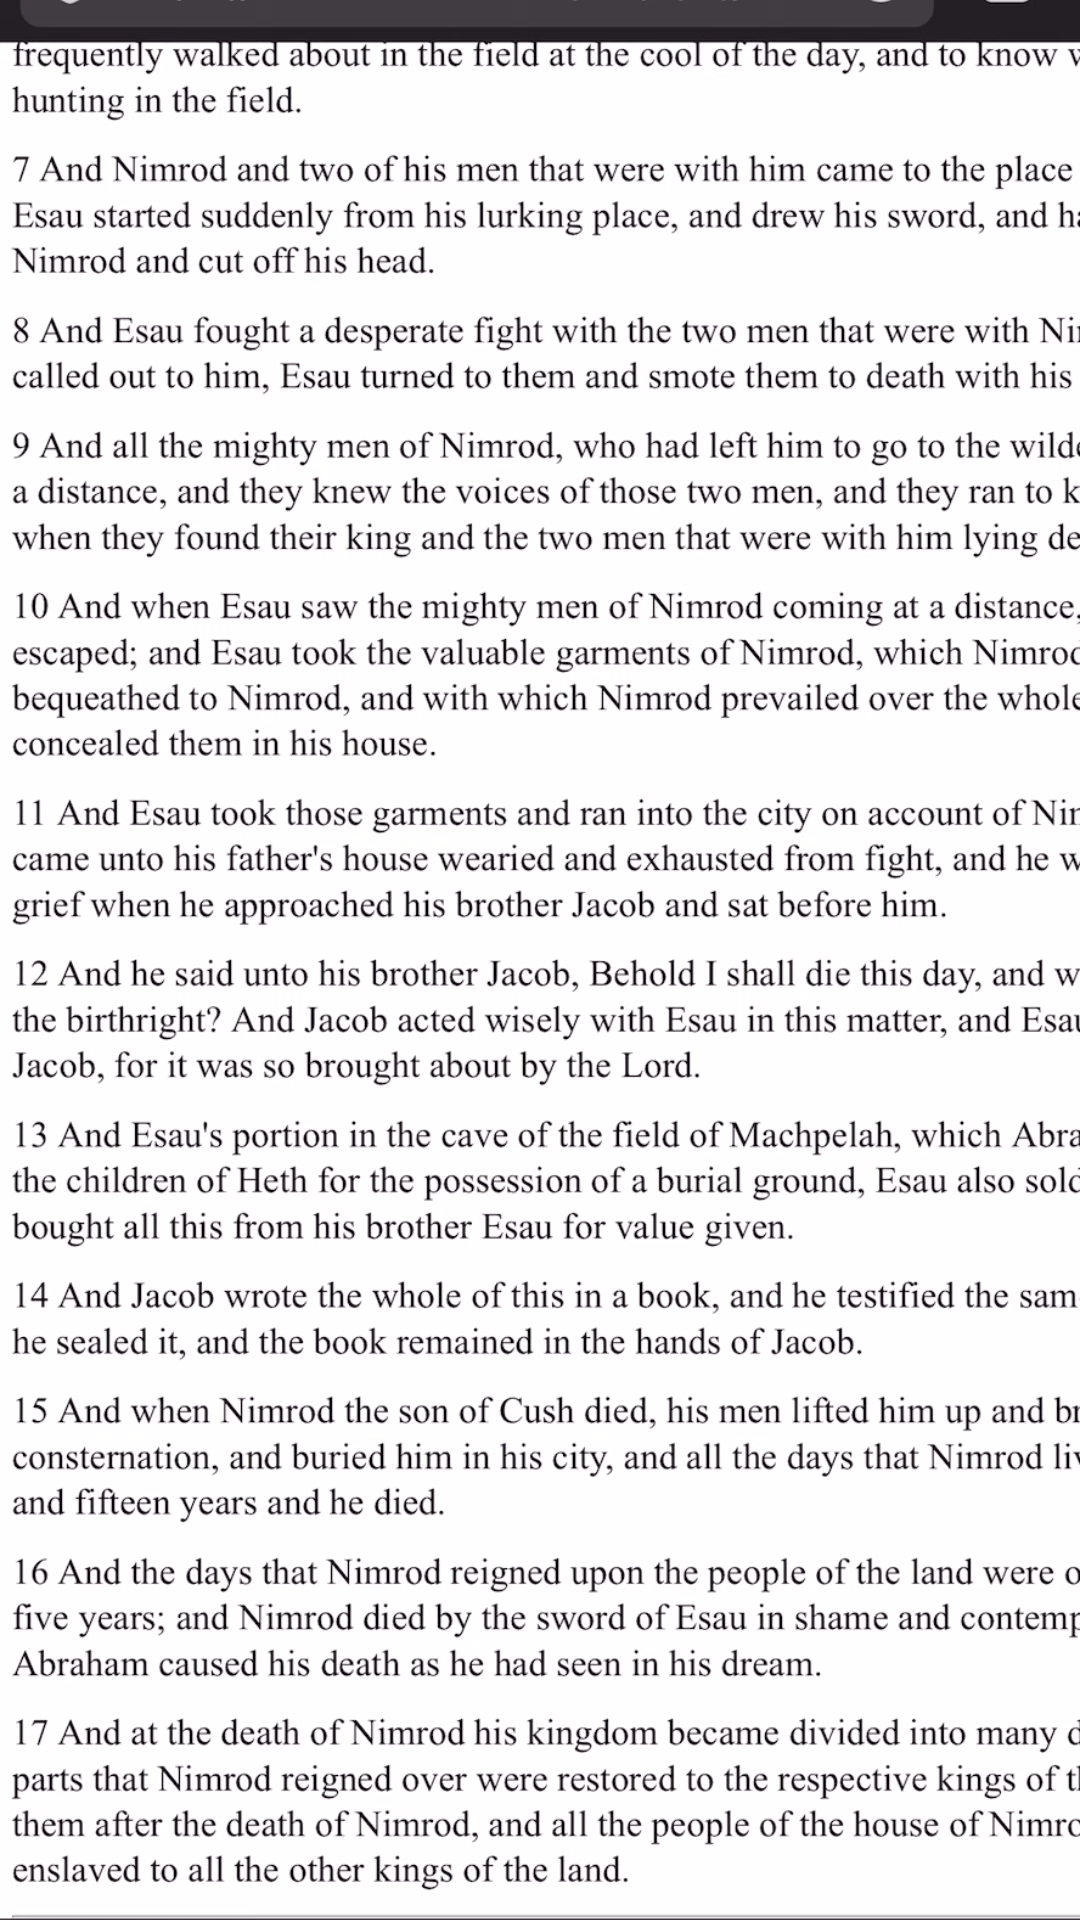 frequently walked about in the field at the cool of the day, and to know
hunting in the field.
7 And Nimrod and two of his men that were with him came to the place
Esau started suddenly from his lurking place, and drew his sword, and
Nimrod and cut off his head.
8 And Esau fought a desperate fight with the two men that were with
called out to him, Esau turned to them and smote them to death with his
9 And all the mighty men of Nimrod, who had left him to go to the
a distance, and they knew the voices of those two men, and they ran to
when they found their king and the two men that were with him lying
10 And when Esau saw the mighty men of Nimrod coming at a distance,
escaped; and Esau took the valuable garments of Nimrod, which
bequeathed to Nimrod, and with which Nimrod prevailed over the
concealed them in his house.
11 And Esau took those garments and ran into the city on account of
came unto his father's house wearied and exhausted from fight, and he
grief when he approached his brother Jacob and sat before him.
12 And he said unto his brother Jacob, Behold I shall die this day, and
the birthright? And Jacob acted wisely with Esau in this matter, and
Jacob, for it was so brought about by the Lord.
13 And Esau's portion in the cave of the field of Machpelah, which
the children of Heth for the possession of a burial ground, Esau also
bought all this from his brother Esau for value given.
14 And Jacob wrote the whole of this in a book, and he testified the
he sealed it, and the book remained in the hands of Jacob.
15 And when Nimrod the son of Cush died, his men lifted him up and
consternation, and buried him in his city, and all the days that Nimrod
and fifteen years and he died.
16 And the days that Nimrod reigned upon the people of the land were
five years; and Nimrod died by the sword of Esau in shame and
Abraham caused his death as he had seen in his dream.
17 And at the death of Nimrod his kingdom became divided into many
parts that Nimrod reigned over were restored to the respective kings of
them after the death of Nimrod, and all the people of the house of
enslaved to all the other kings of the land.